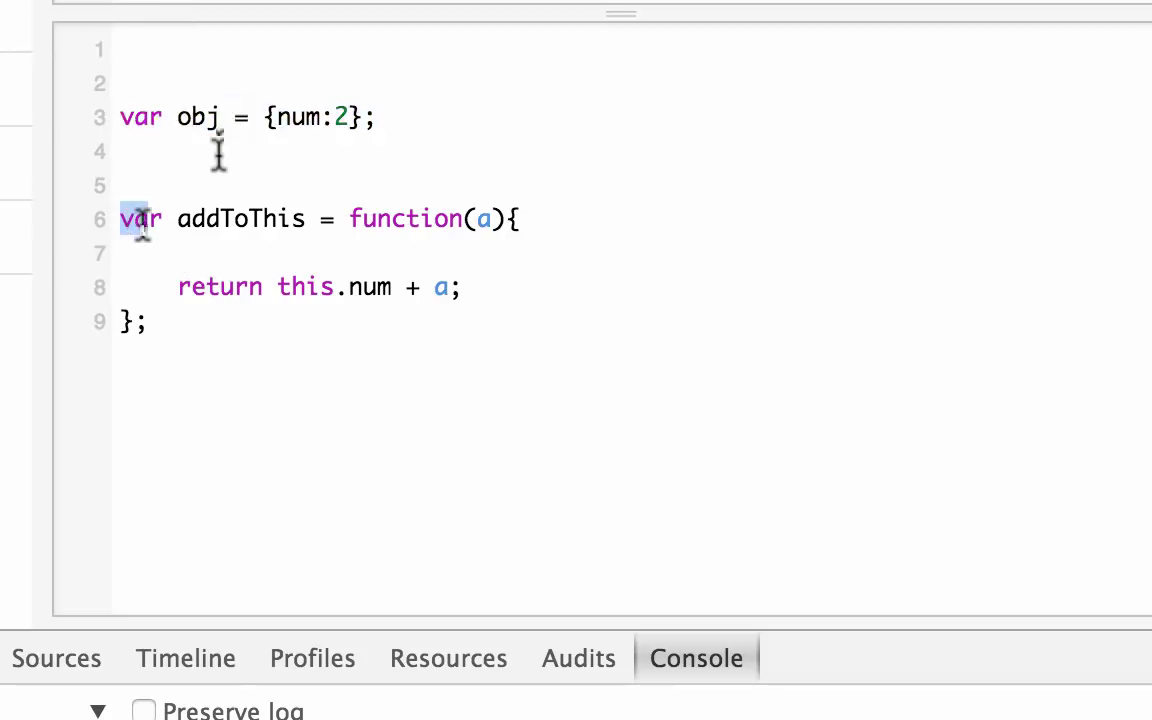 1
2
3 var obj = {num:2};
4
5
6 var addToThis = function(a){
7
8 return this.num + a;
9 };
Sources Timeline Profiles Resources Audits Console
▼ Preserve log